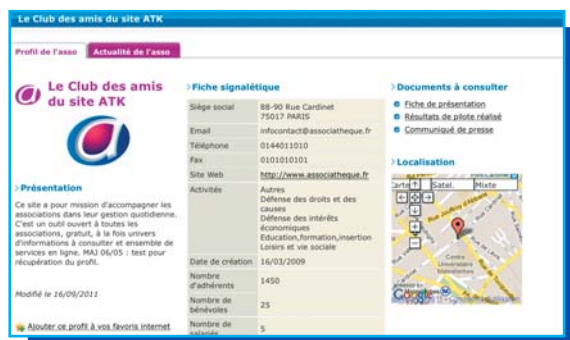 Le Club des amis du site ATK
Profil de l'asso
Actualité de l'asso
Le Club des amis
du site ATK
Présentation
Ce site a pour mission d'accompagner les
associations dans leur gestion quotidienne.
C'est un outil ouvert à toutes les
associations, gratuit, à la fois univers
d'informations à consulter et ensemble de
services en ligne. MAJ 06/05 : test pour
récupération du profil.
Modifié le 16/09/2011
Ajouter ce profil à vos favoris internet
Fiche signalétique
Siège social
88-90 Rue Cardinet
75017 PARIS
Email
infocontact@associatheque.fr
Téléphone
0144011010
Fax
0101010101
Site Web
http://www.associatheque.fr
Activités
Autres
Défense des droits et des
causes
Défense des intérêts
économiques
Education,formation,insertion
Loisirs et vie sociale
Date de création
16/03/2009
Nombre
d'adhérents
1450
Nombre de
bénévoles
25
Nombre de
salariés
5
Documents à consulter
Fiche de présentation
Résultats de pilote réalisé
Communiqué de presse
Localisation
Carte
Satel.
Mixte
Rue Jouffroy d'Abbans
Centre
Universitaire
Malesherbes
Google